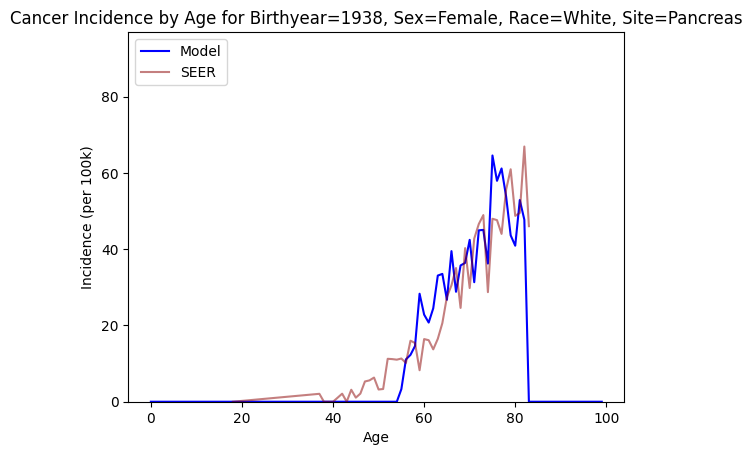 Cancer Incidence by Age for Birthyear=1938, Sex=Female, Race=White, Site=Pancreas
Model
SEER
Incidence (per 100k)
80
60
40
20
0
0 20 40 60 80 100
Age